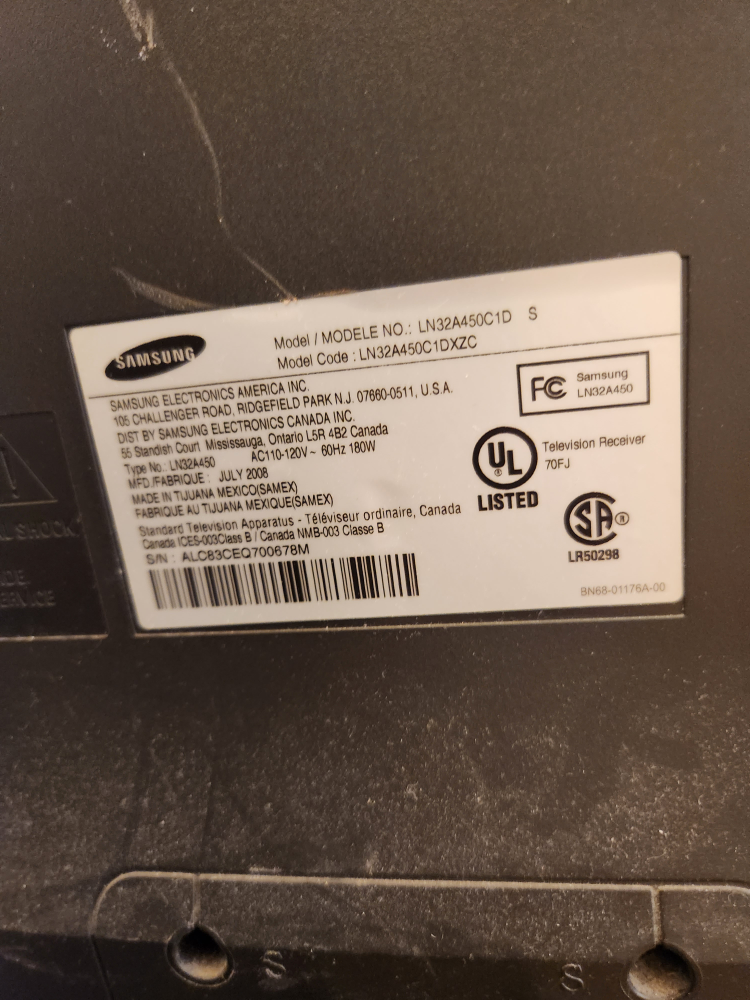 SAMSUNG
Model / MODELE NO.: LN32A450C1D S
Model Code : LN32A450C1DXZC
SAMSUNG ELECTRONICS AMERICA INC.
105 CHALLENGER ROAD, RIDGEFIELD PARK N.J. 07660-0511, U.S.A.
DIST BY SAMSUNG ELECTRONICS CANADA INC.
55 Standish Court Mississauga, Ontario L5R 4B2 Canada
Type No.: LN32A450 AC110-120V~ 60Hz 180W
MFD./FABRIQUE : JULY 2008
MADE IN TIJUANA MEXICO(SAMEX)
FABRIQUE AU TIJUANA MEXIQUE(SAMEX)
Standard Television Apparatus - Téléviseur ordinaire, Canada
Canada ICES-003Class B / Canada NMB-003 Classe B
S/N : ALC83CEQ700678M
FC Samsung
LN32A450
UL Television Receiver
70FJ
LISTED
SA ®
LR50298
BN68-01176A-00
SHOCK
S S